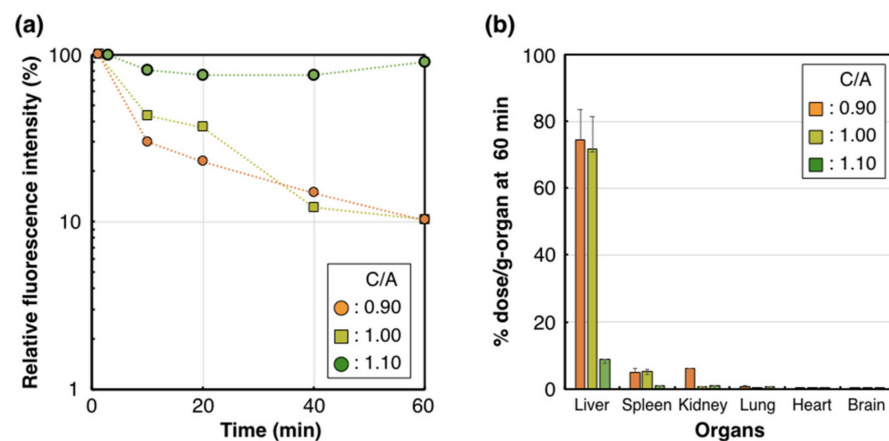 (a)
Relative fluorescence intensity (%)
100
10
1
0
20
40
60
Time (min)
C/A
: 0.90
: 1.00
: 1.10
(b)
% dose/g-organ at 60 min
100
80
60
40
20
0
Liver Spleen Kidney Lung Heart Brain
Organs
C/A
: 0.90
: 1.00
: 1.10